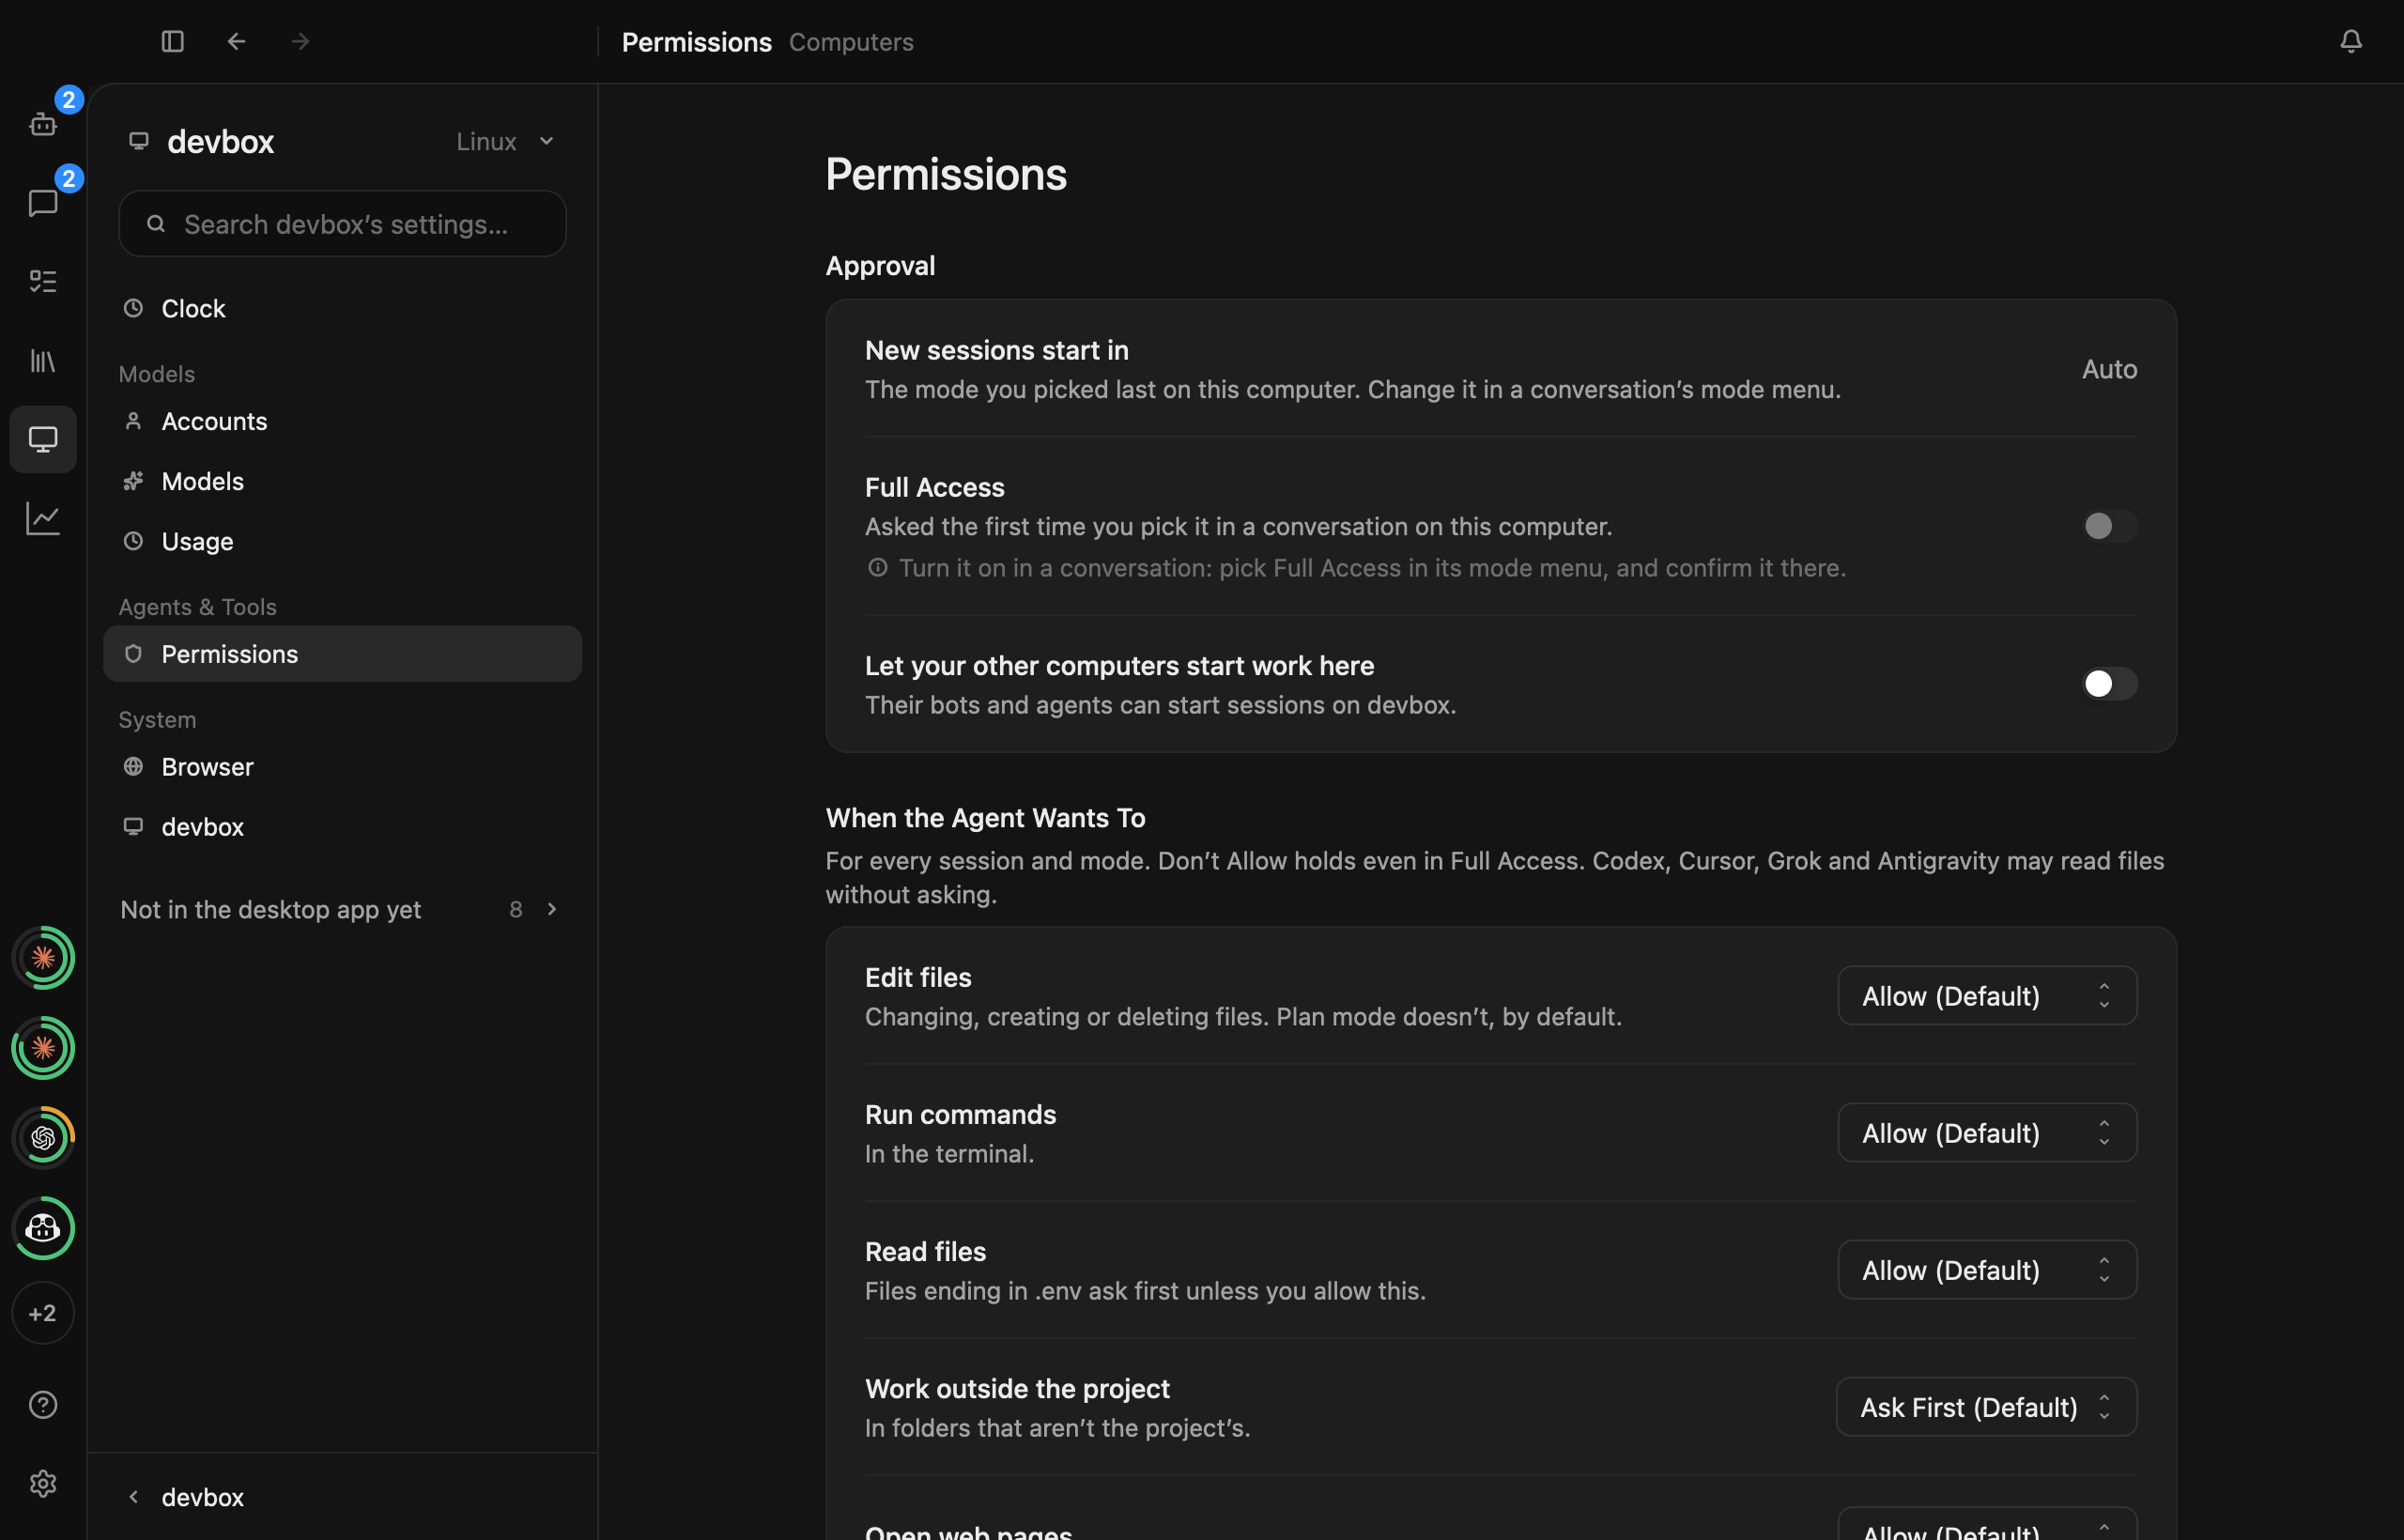 Permissions Computers
2
2
devbox Linux
Search devbox’s settings...
Clock
Models
Accounts
Models
Usage
Agents & Tools
Permissions
System
Browser
devbox
Not in the desktop app yet 8
+2
devbox
Permissions
Approval
New sessions start in
The mode you picked last on this computer. Change it in a conversation’s mode menu.
Auto
Full Access
Asked the first time you pick it in a conversation on this computer.
Turn it on in a conversation: pick Full Access in its mode menu, and confirm it there.
Let your other computers start work here
Their bots and agents can start sessions on devbox.
When the Agent Wants To
For every session and mode. Don’t Allow holds even in Full Access. Codex, Cursor, Grok and Antigravity may read files
without asking.
Edit files
Changing, creating or deleting files. Plan mode doesn’t, by default.
Allow (Default)
Run commands
In the terminal.
Allow (Default)
Read files
Files ending in .env ask first unless you allow this.
Allow (Default)
Work outside the project
In folders that aren’t the project’s.
Ask First (Default)
Open web pages
Allow (Default)